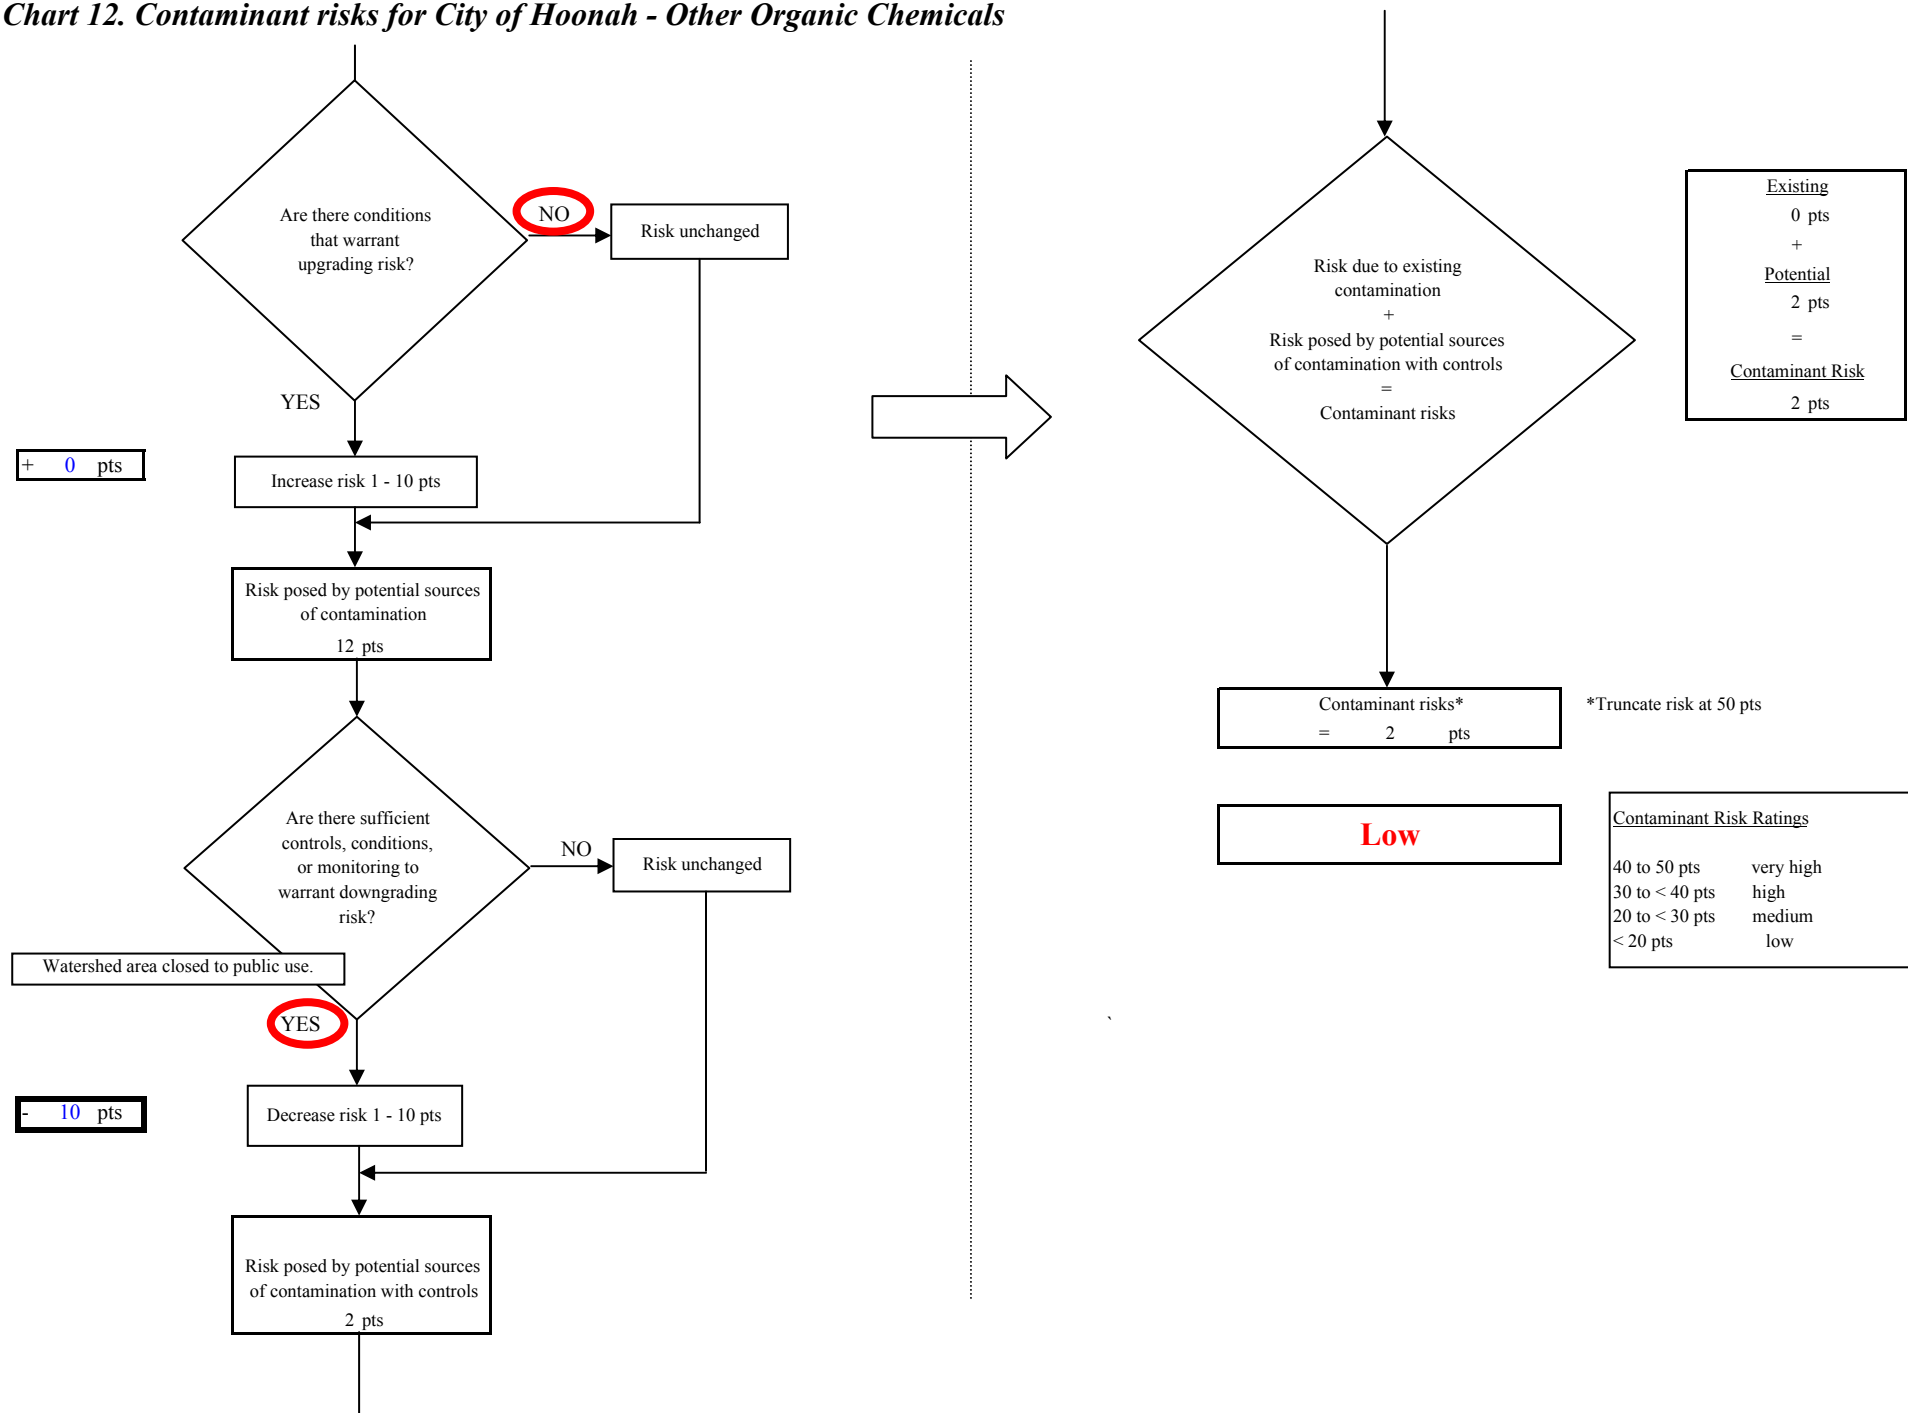 Chart 12. Contaminant risks for City of Hoonah - Other Organic Chemicals
Are there conditions
that warrant
upgrading risk?
NO
Risk unchanged
YES
+ 0 pts
Increase risk 1 - 10 pts
Risk posed by potential sources
of contamination
12 pts
Are there sufficient
controls, conditions,
or monitoring to
warrant downgrading
risk?
NO
Risk unchanged
Watershed area closed to public use.
YES
- 10 pts
Decrease risk 1 - 10 pts
Risk posed by potential sources
of contamination with controls
2 pts
Risk due to existing
contamination
+
Risk posed by potential sources
of contamination with controls
=
Contaminant risks
Existing
0 pts
+
Potential
2 pts
=
Contaminant Risk
2 pts
Contaminant risks*
= 2 pts
*Truncate risk at 50 pts
Low
Contaminant Risk Ratings
40 to 50 pts very high
30 to < 40 pts high
20 to < 30 pts medium
< 20 pts low
`